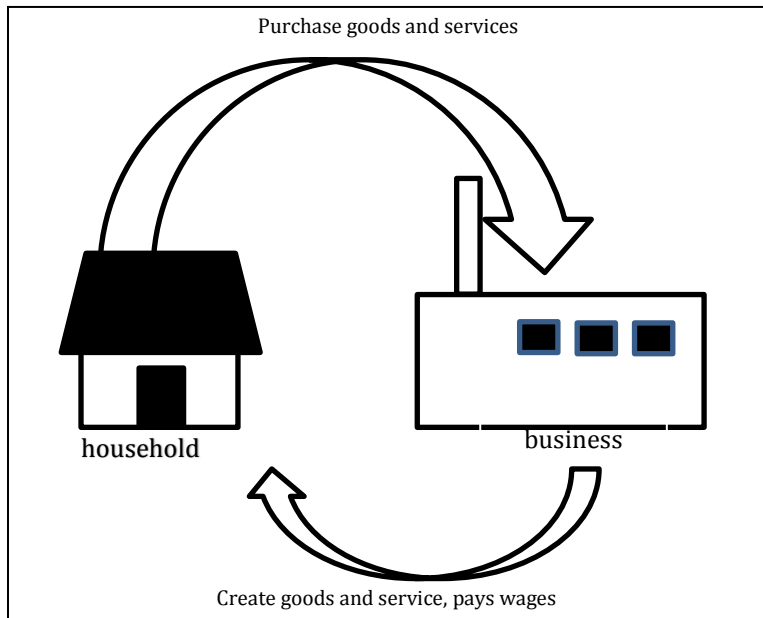 Purchase goods and services
household
business
Create goods and service, pays wages